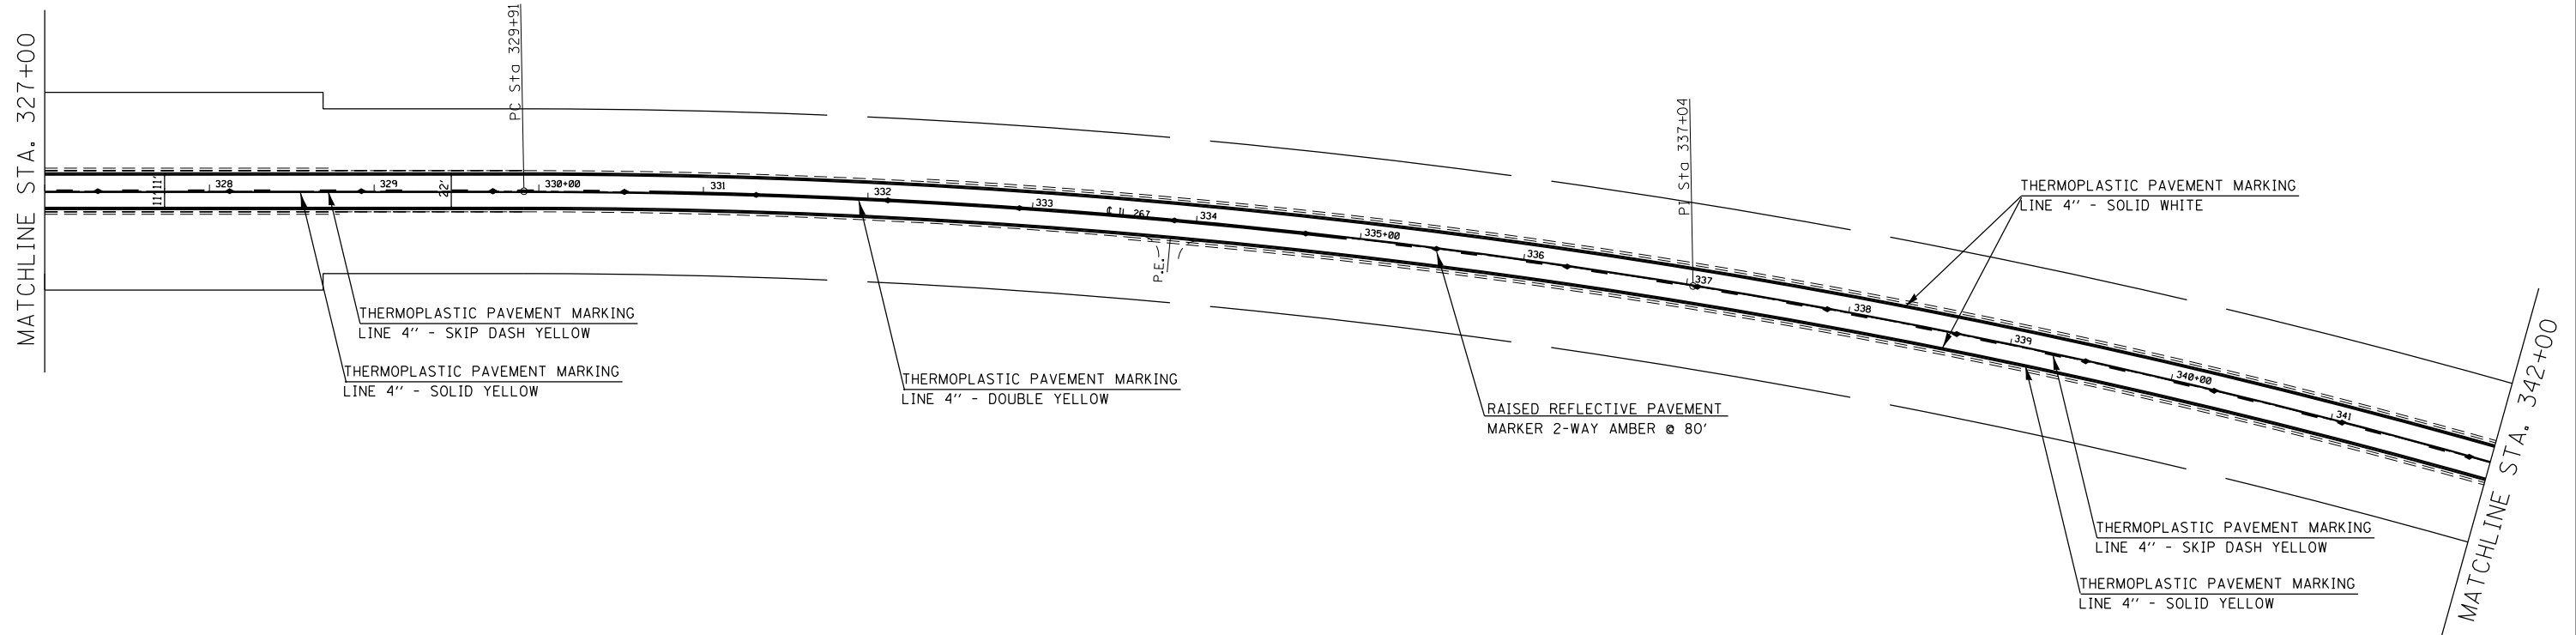 MATCHLINE STA. 327+00
PC Sta 329+91
11' 11'
328
329
22'
330+00
331
332
333
℄ IL 267
334
335+00
336
PI Sta 337+04
337
338
339
340+00
341
P.E.
THERMOPLASTIC PAVEMENT MARKING
LINE 4'' - SOLID WHITE
THERMOPLASTIC PAVEMENT MARKING
LINE 4'' - SKIP DASH YELLOW
THERMOPLASTIC PAVEMENT MARKING
LINE 4'' - SOLID YELLOW
THERMOPLASTIC PAVEMENT MARKING
LINE 4'' - DOUBLE YELLOW
RAISED REFLECTIVE PAVEMENT
MARKER 2-WAY AMBER @ 80'
THERMOPLASTIC PAVEMENT MARKING
LINE 4'' - SKIP DASH YELLOW
THERMOPLASTIC PAVEMENT MARKING
LINE 4'' - SOLID YELLOW
MATCHLINE STA. 342+00